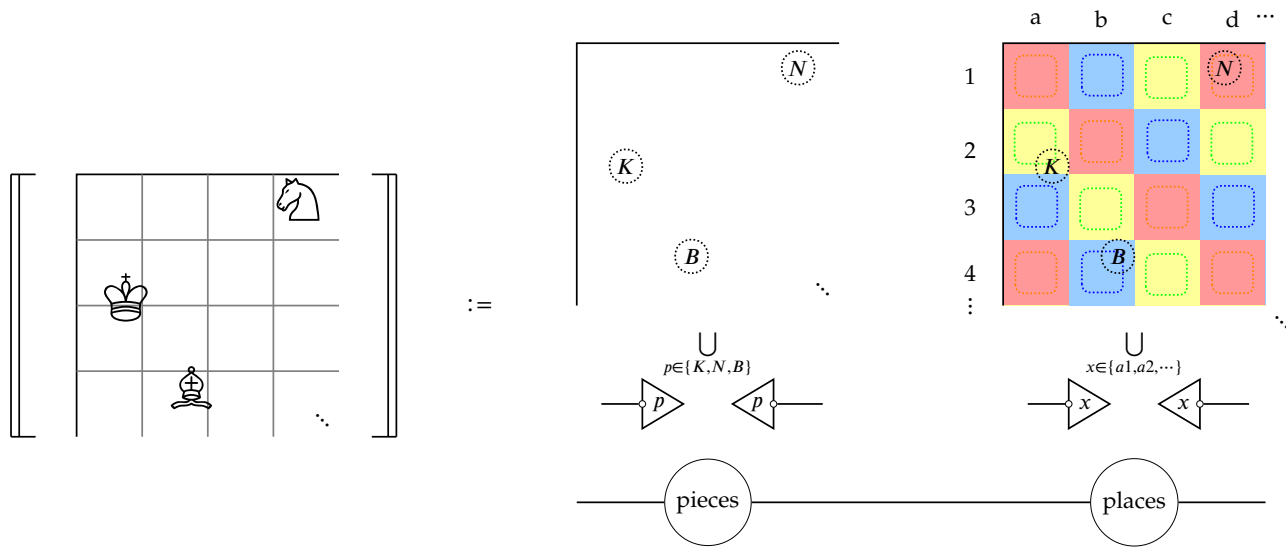 a b c d ⋯
1 N
2 K
3
4 B
⋮ ⋱
N
K
B
⋱
⋱
:=
⋃
p∈{K,N,B}
p p
⋃
x∈{a1,a2,⋯}
x x
pieces places